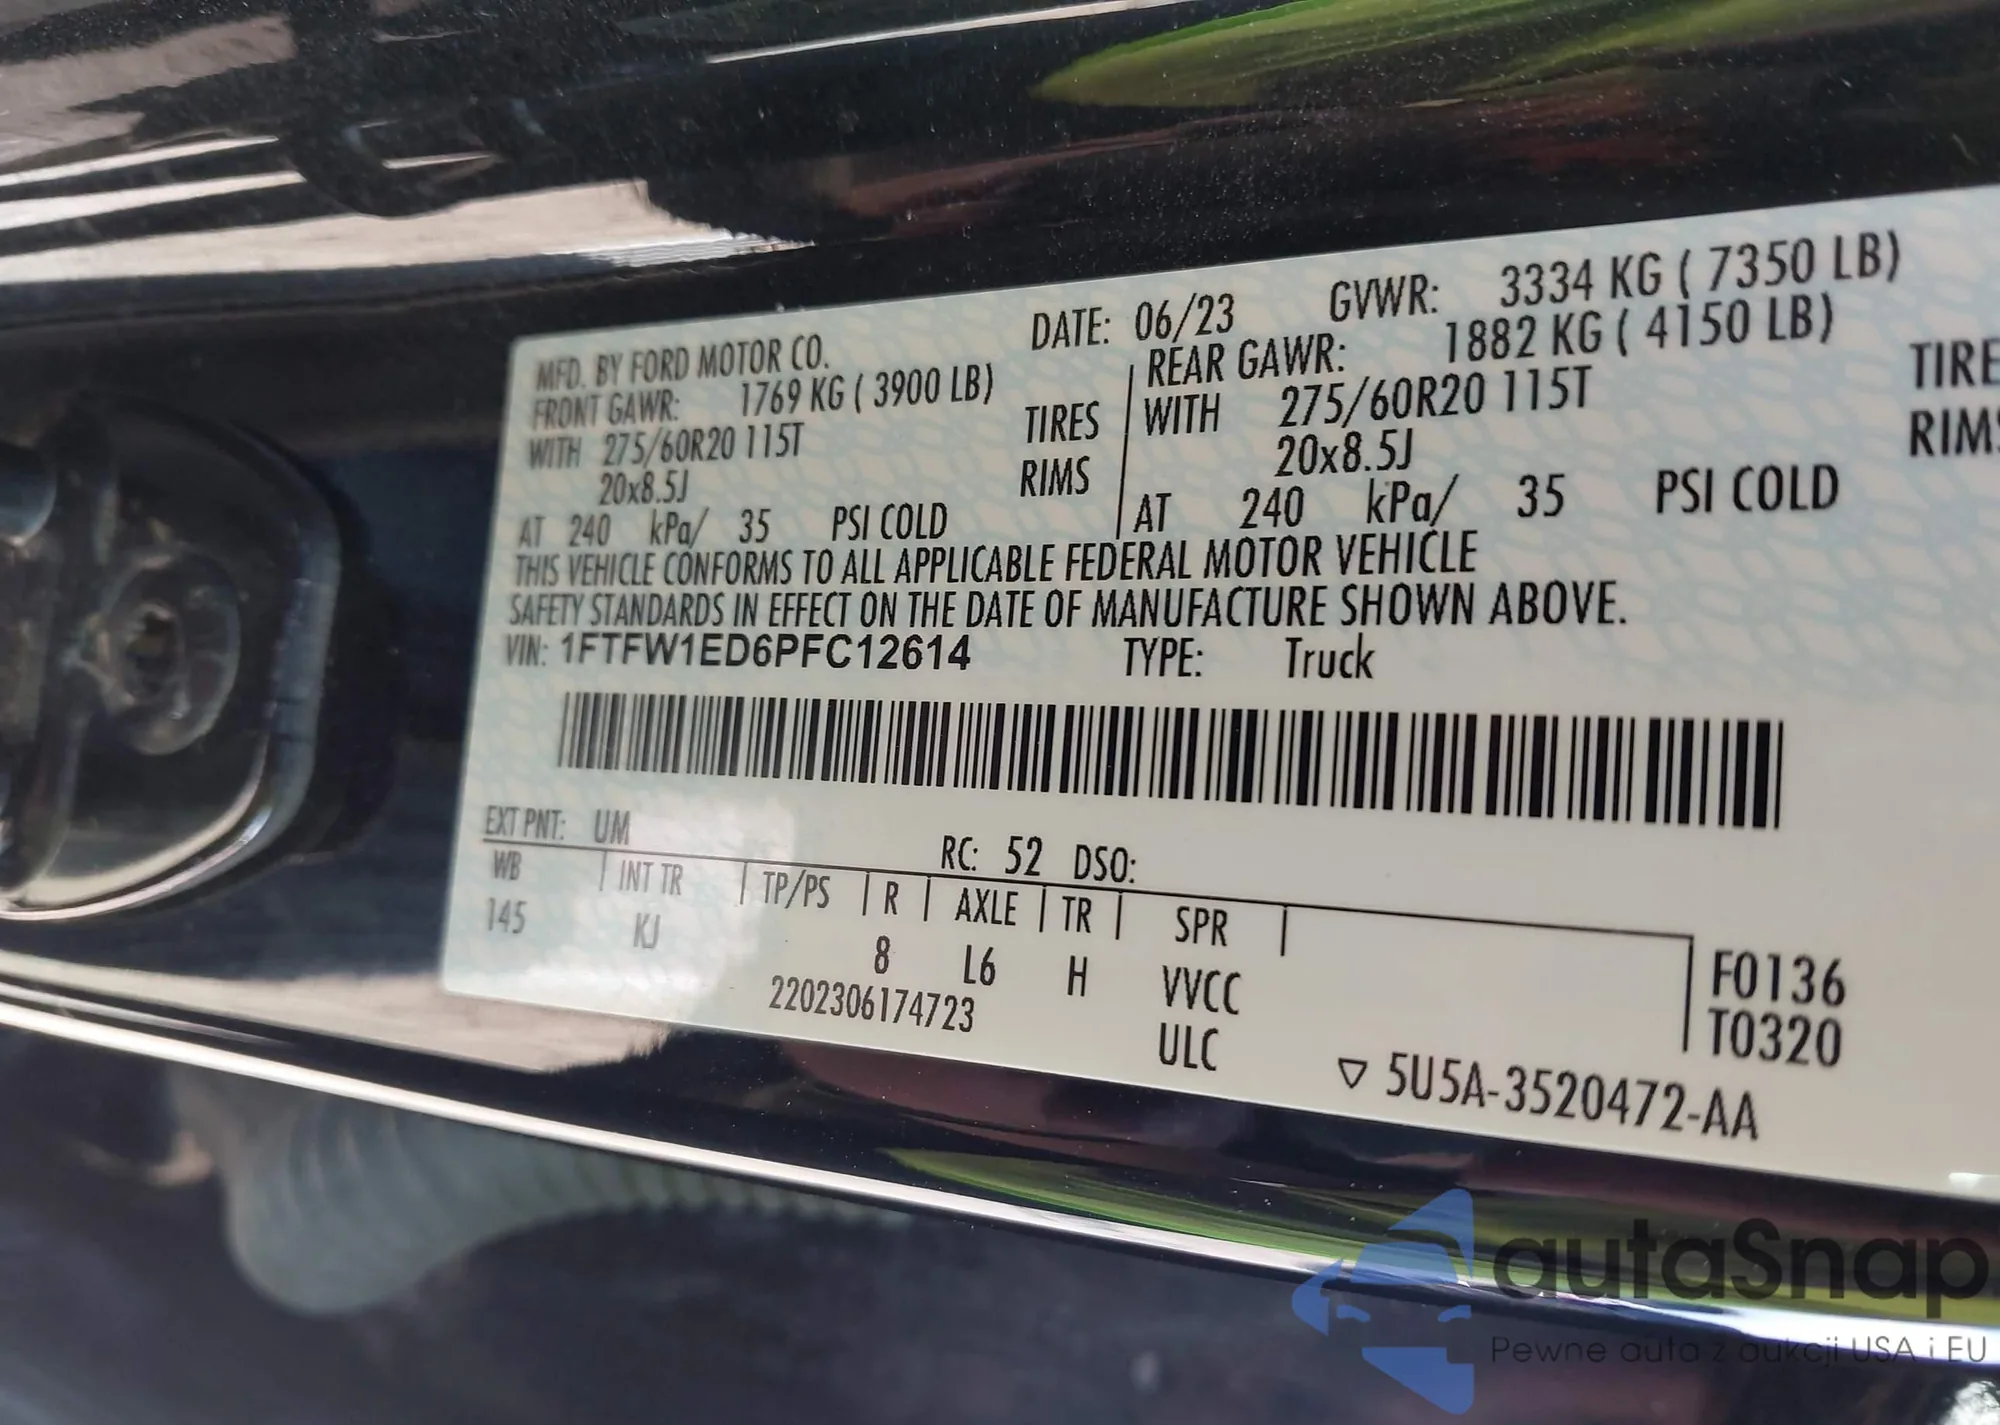 MFD. BY FORD MOTOR CO. DATE: 06/23 GVWR: 3334 KG ( 7350 LB)
FRONT GAWR: 1769 KG ( 3900 LB) REAR GAWR: 1882 KG ( 4150 LB)
WITH 275/60R20 115T TIRES WITH 275/60R20 115T TIRE
20x8.5J RIMS 20x8.5J RIMS
AT 240 kPa/ 35 PSI COLD AT 240 kPa/ 35 PSI COLD
THIS VEHICLE CONFORMS TO ALL APPLICABLE FEDERAL MOTOR VEHICLE
SAFETY STANDARDS IN EFFECT ON THE DATE OF MANUFACTURE SHOWN ABOVE.
VIN: 1FTFW1ED6PFC12614 TYPE: Truck
EXT PNT: UM RC: 52 DSO:
WB INT TR TP/PS R AXLE TR SPR
145 KJ 8 L6 H VVCC F0136
2202306174723 ULC T0320
▽ 5U5A-3520472-AA
autaSnap
Pewne auta z aukcji USA i EU